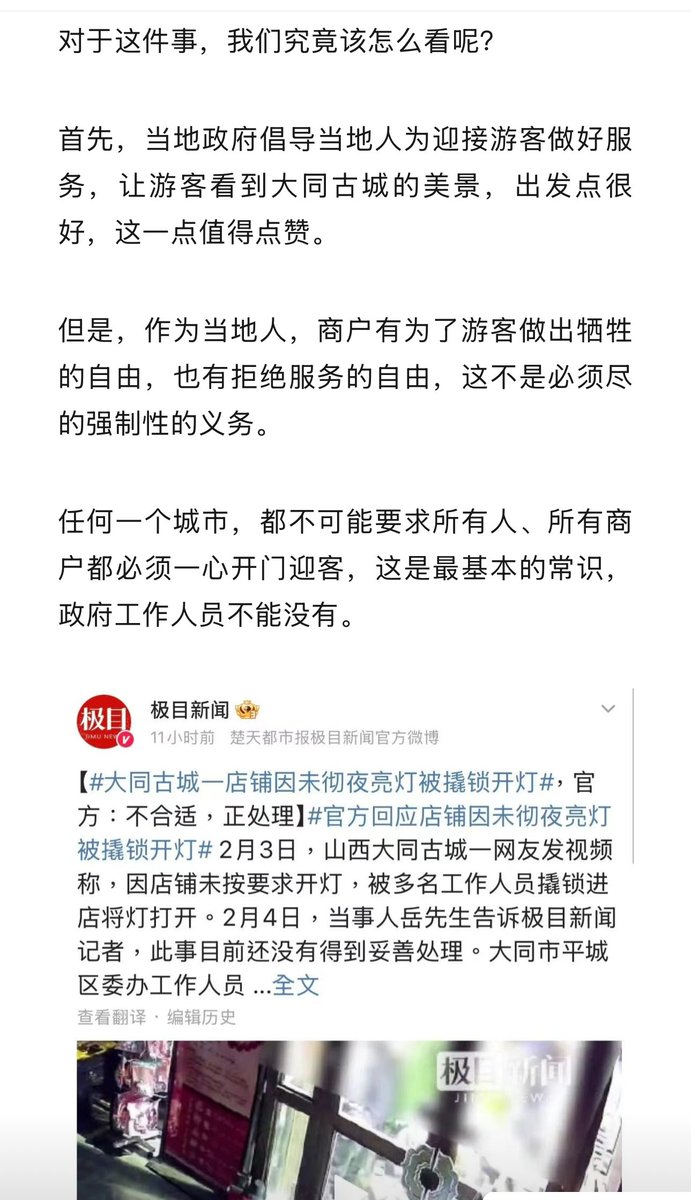 对于这件事，我们究竟该怎么看呢？
首先，当地政府倡导当地人为迎接游客做好服
务，让游客看到大同古城的美景，出发点很
好，这一点值得点赞。
但是，作为当地人，商户有为了游客做出牺牲
的自由，也有拒绝服务的自由，这不是必须尽
的强制性的义务。
任何一个城市，都不可能要求所有人、所有商
户都必须一心开门迎客，这是最基本的常识，
政府工作人员不能没有。
极目
JIMU NEWS
极目新闻
11小时前 楚天都市报极目新闻官方微博
【#大同古城一店铺因未彻夜亮灯被撬锁开灯#，官
方：不合适，正处理】#官方回应店铺因未彻夜亮灯
被撬锁开灯# 2月3日，山西大同古城一网友发视频
称，因店铺未按要求开灯，被多名工作人员撬锁进
店将灯打开。2月4日，当事人岳先生告诉极目新闻
记者，此事目前还没有得到妥善处理。大同市平城
区委办工作人员 ...全文
查看翻译 · 编辑历史
极目新闻
JIMU NEWS